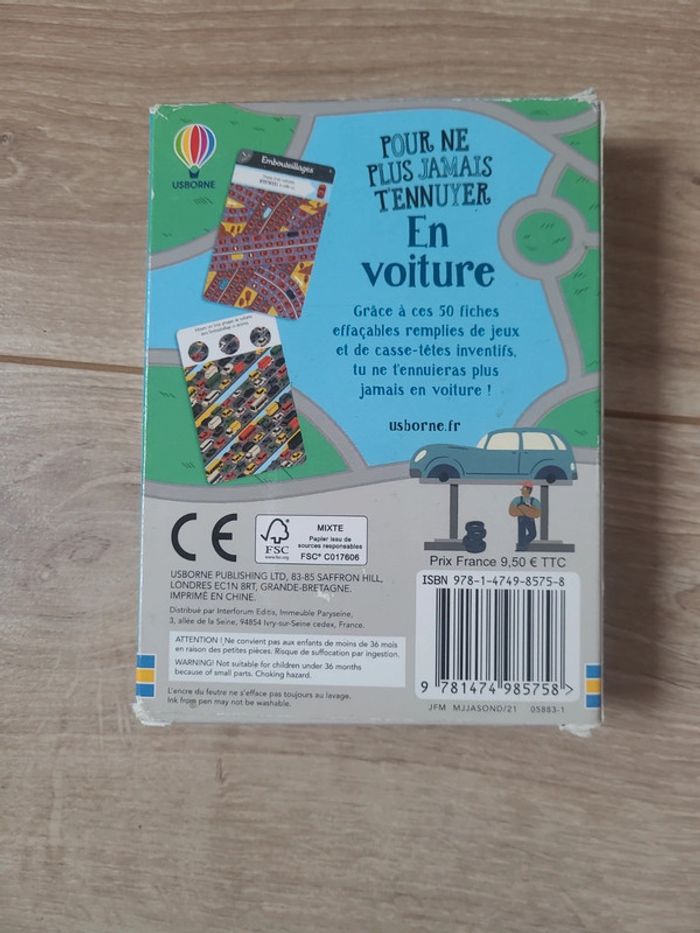 USBORNE
Embouteillages
POUR NE
PLUS JAMAIS
T'ENNUYER
En
voiture
Grâce à ces 50 fiches
effaçables remplies de jeux
et de casse-têtes inventifs,
tu ne t'ennuieras plus
jamais en voiture !
usborne.fr
CE
FSC
www.fsc.org
MIXTE
Papier issu de
sources responsables
FSC® C017606
Prix France 9,50 € TTC
USBORNE PUBLISHING LTD, 83-85 SAFFRON HILL,
LONDRES EC1N 8RT, GRANDE-BRETAGNE.
IMPRIMÉ EN CHINE.
Distribué par Interforum Editis, Immeuble Paryseine,
3, allée de la Seine, 94854 Ivry-sur-Seine cedex, France.
ATTENTION ! Ne convient pas aux enfants de moins de 36 mois
en raison des petites pièces. Risque de suffocation par ingestion.
WARNING! Not suitable for children under 36 months
because of small parts. Choking hazard.
L'encre du feutre ne s'efface pas toujours au lavage.
Ink from pen may not be washable.
ISBN 978-1-4749-8575-8
9 781474 985758 >
JFM MJJASOND/21 05883-1